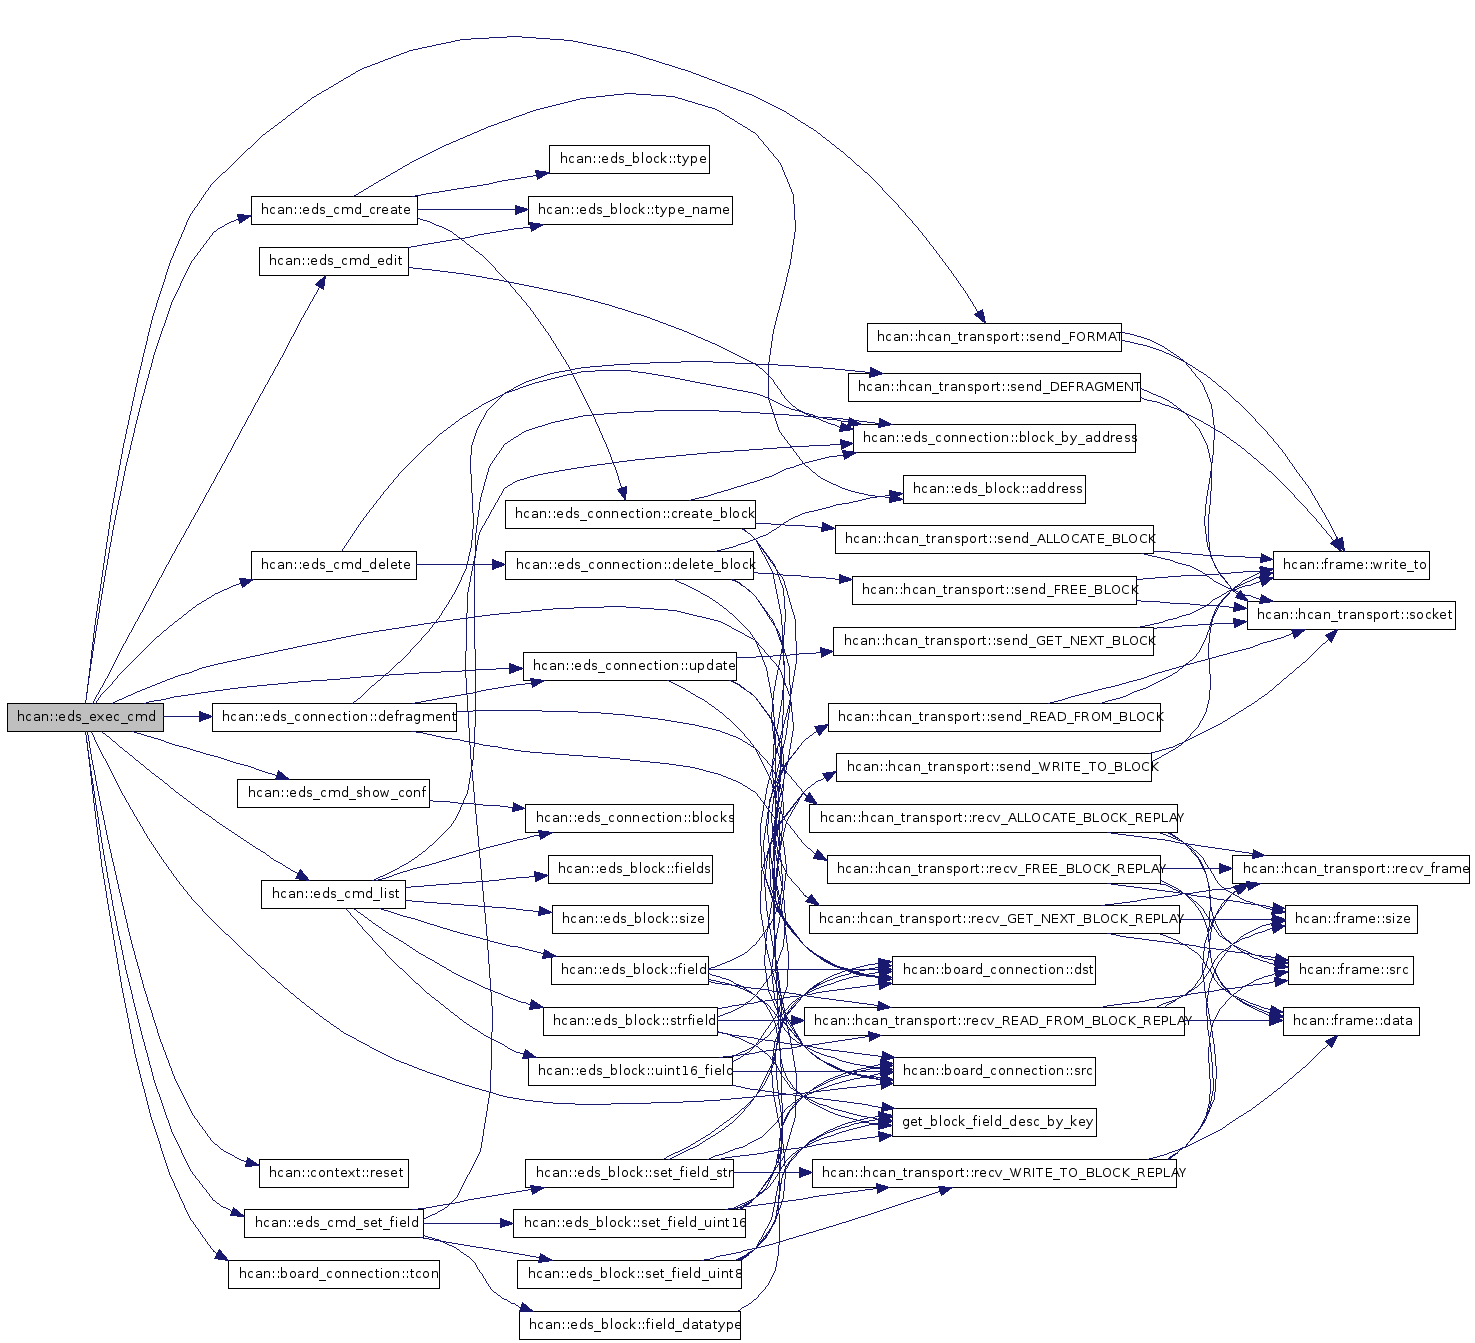 hcan::eds_block::type
hcan::eds_cmd_create
hcan::eds_block::type_name
hcan::eds_cmd_edit
hcan::hcan_transport::send_FORMAT
hcan::hcan_transport::send_DEFRAGMENT
hcan::eds_connection::block_by_address
hcan::eds_block::address
hcan::eds_connection::create_block
hcan::hcan_transport::send_ALLOCATE_BLOCK
hcan::eds_cmd_delete
hcan::eds_connection::delete_block
hcan::frame::write_to
hcan::hcan_transport::send_FREE_BLOCK
hcan::hcan_transport::socket
hcan::hcan_transport::send_GET_NEXT_BLOCK
hcan::eds_connection::update
hcan::eds_exec_cmd
hcan::eds_connection::defragment
hcan::hcan_transport::send_READ_FROM_BLOCK
hcan::hcan_transport::send_WRITE_TO_BLOCK
hcan::eds_cmd_show_conf
hcan::eds_connection::blocks
hcan::hcan_transport::recv_ALLOCATE_BLOCK_REPLAY
hcan::eds_block::fields
hcan::hcan_transport::recv_FREE_BLOCK_REPLAY
hcan::hcan_transport::recv_frame
hcan::eds_cmd_list
hcan::eds_block::size
hcan::hcan_transport::recv_GET_NEXT_BLOCK_REPLAY
hcan::frame::size
hcan::eds_block::field
hcan::board_connection::dst
hcan::frame::src
hcan::eds_block::strfield
hcan::hcan_transport::recv_READ_FROM_BLOCK_REPLAY
hcan::frame::data
hcan::eds_block::uint16_field
hcan::board_connection::src
get_block_field_desc_by_key
hcan::context::reset
hcan::eds_block::set_field_str
hcan::hcan_transport::recv_WRITE_TO_BLOCK_REPLAY
hcan::eds_cmd_set_field
hcan::eds_block::set_field_uint16
hcan::board_connection::tcon
hcan::eds_block::set_field_uint8
hcan::eds_block::field_datatype